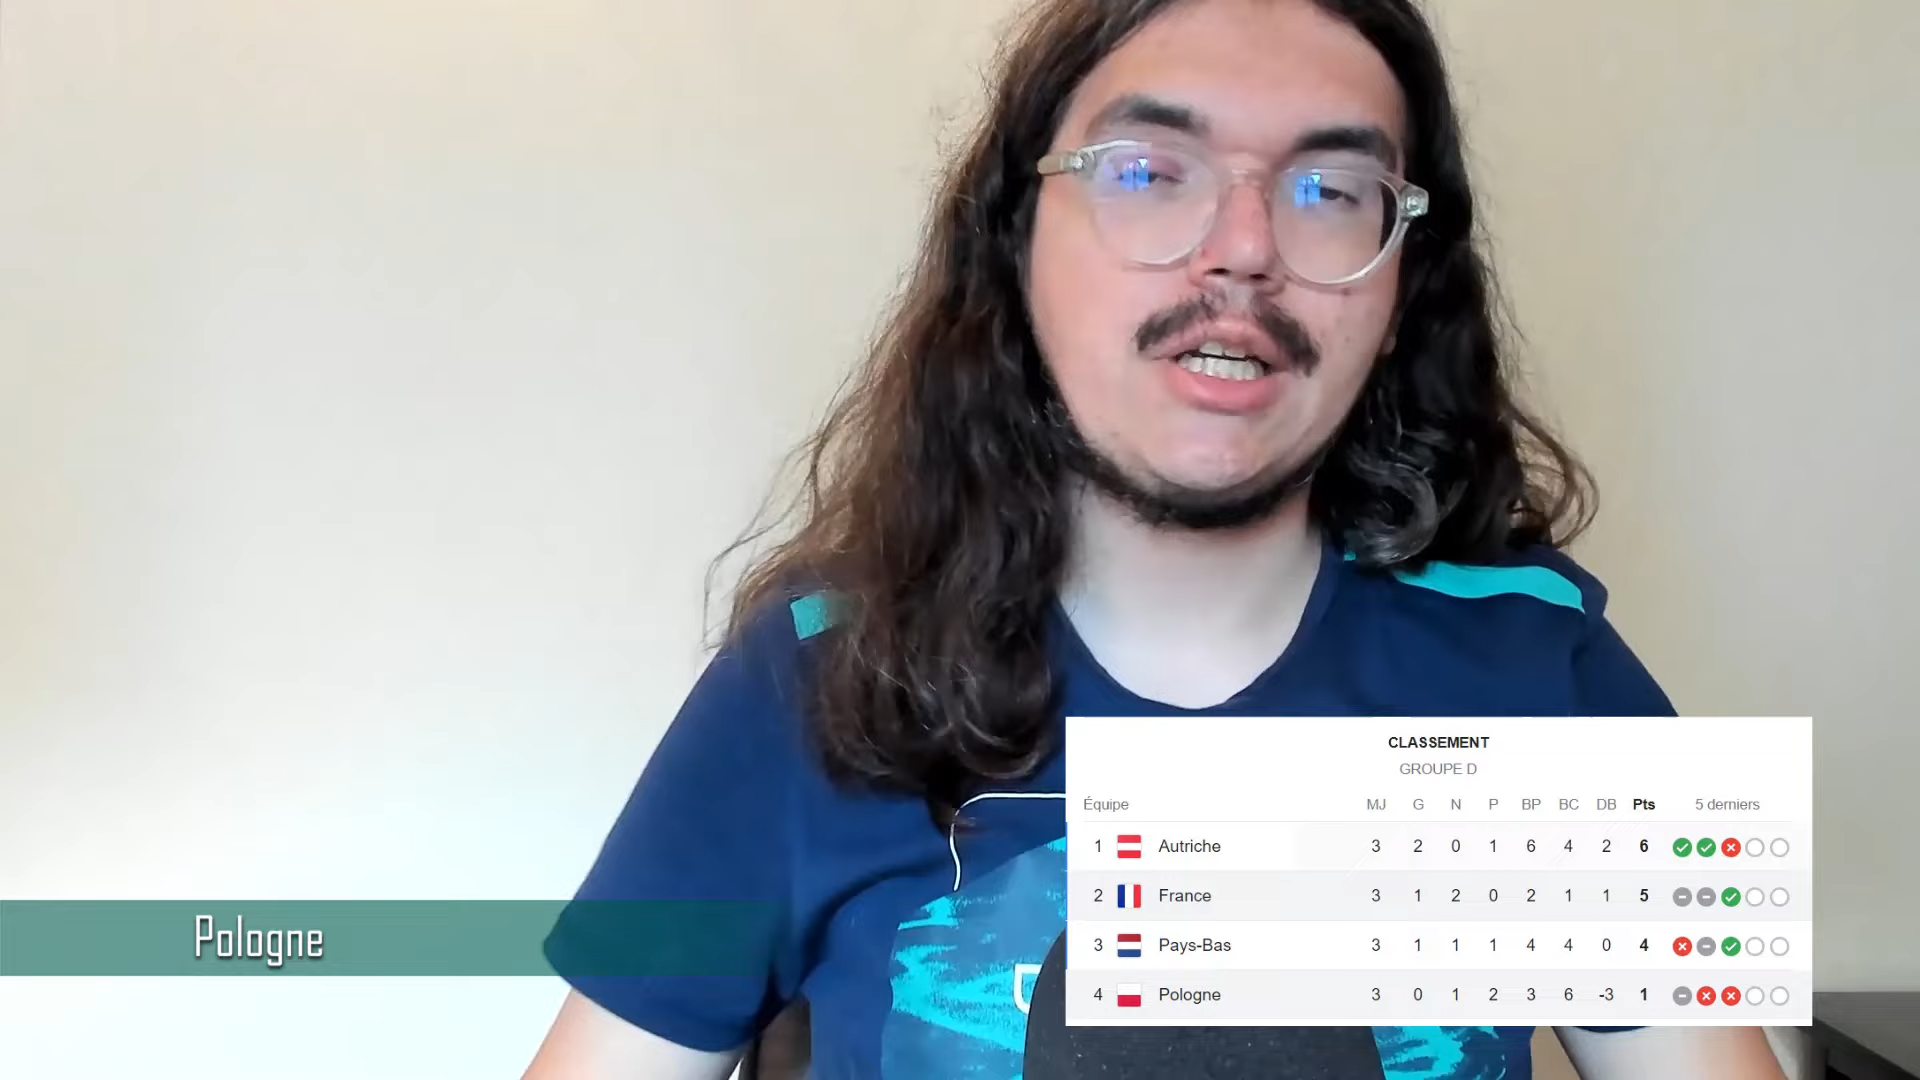 CLASSEMENT
GROUPE D
Équipe MJ G N P BP BC DB Pts 5 derniers
1 Autriche 3 2 0 1 6 4 2 6
2 France 3 1 2 0 2 1 1 5
3 Pays-Bas 3 1 1 1 4 4 0 4
Pologne
4 Pologne 3 0 1 2 3 6 -3 1